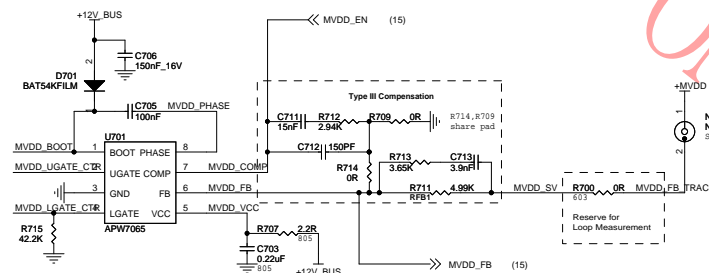 +12V_BUS
MVDD_EN (15)
C706
150nF_16V
D701
BAT54KFILM
2
+MVDD
Type III Compensation
C705
100nF
MVDD_PHASE
C711
15nF
R712
2.94K
R709
0R
R714,R709
share pad
1
2
U701
MVDD_BOOT
1
BOOT PHASE
8
C712
150PF
MVDD_UGATE_CTR
UGATE COMP
7
MVDD_COMP
R714
0R
R713
3.65K
C713
3.9nF
3
GND
FB
6
MVDD_FB
R711
4.99K
RFB1
MVDD_SV
R700
0R
603
MVDD_FB_TRAC
MVDD_LGATE_CTR
LGATE
VCC
5
MVDD_VCC
APW7065
Reserve for
Loop Measurement
R715
42.2K
R707
2.2R
805
C703
0.22uF
805
+12V_BUS
MVDD_FB (15)